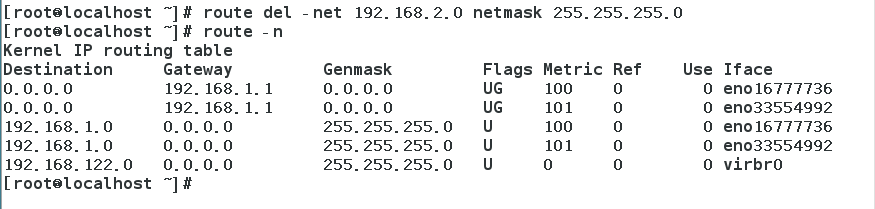 [root@localhost ~]# route del -net 192.168.2.0 netmask 255.255.255.0
[root@localhost ~]# route -n
Kernel IP routing table
Destination     Gateway         Genmask         Flags Metric Ref    Use Iface
0.0.0.0         192.168.1.1     0.0.0.0         UG    100    0        0 eno16777736
0.0.0.0         192.168.1.1     0.0.0.0         UG    101    0        0 eno33554992
192.168.1.0     0.0.0.0         255.255.255.0   U     100    0        0 eno16777736
192.168.1.0     0.0.0.0         255.255.255.0   U     101    0        0 eno33554992
192.168.122.0   0.0.0.0         255.255.255.0   U     0      0        0 virbr0
[root@localhost ~]#